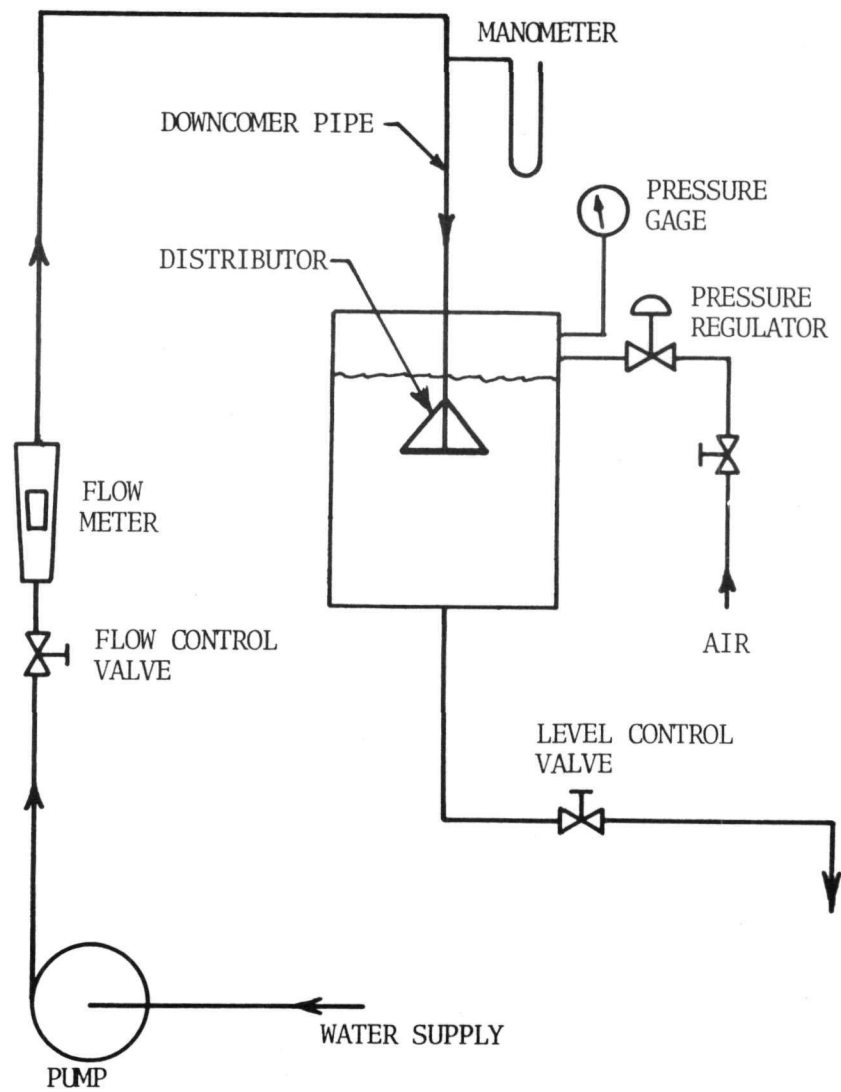 MANOMETER
DOWNCOMER PIPE
PRESSURE
GAGE
DISTRIBUTOR
PRESSURE
REGULATOR
FLOW
METER
FLOW CONTROL
VALVE
AIR
LEVEL CONTROL
VALVE
WATER SUPPLY
PUMP